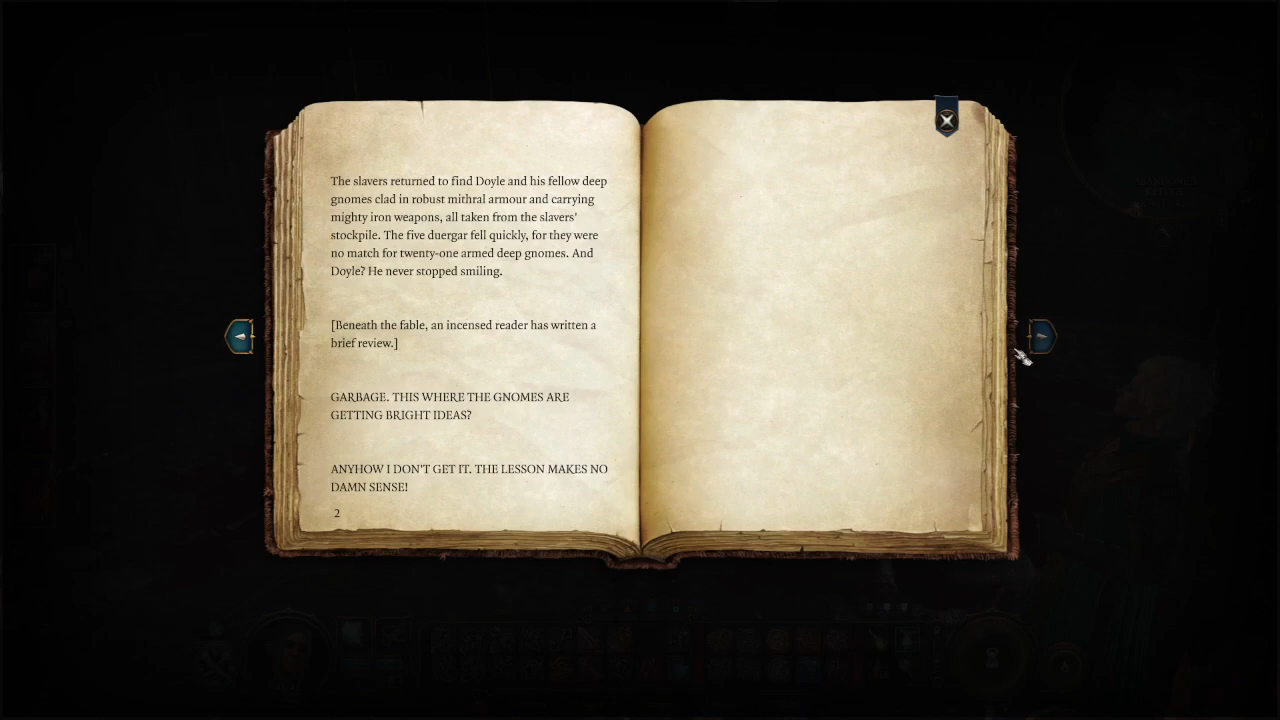 The slavers returned to find Doyle and his fellow deep
gnomes clad in robust mithral armour and carrying
mighty iron weapons, all taken from the slavers'
stockpile. The five duergar fell quickly, for they were
no match for twenty-one armed deep gnomes. And
Doyle? He never stopped smiling.
[Beneath the fable, an incensed reader has written a
brief review.]
GARBAGE. THIS WHERE THE GNOMES ARE
GETTING BRIGHT IDEAS?
ANYHOW I DON'T GET IT. THE LESSON MAKES NO
DAMN SENSE!
2